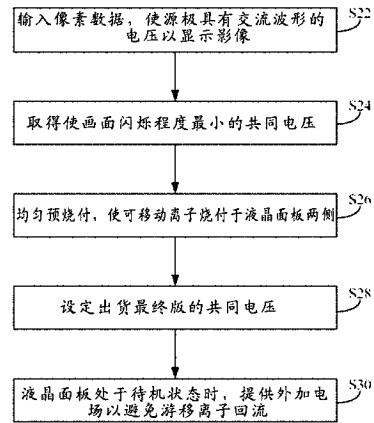 S22
输入像素数据，使源极具有交流波形的
电压以显示影像
S24
取得使画面闪烁程度最小的共同电压
S26
均匀预烧付，使可移动离子烧付于液晶面板两侧
S28
设定出货最终版的共同电压
S30
液晶面板处于待机状态时，提供外加电
场以避免游移离子回流